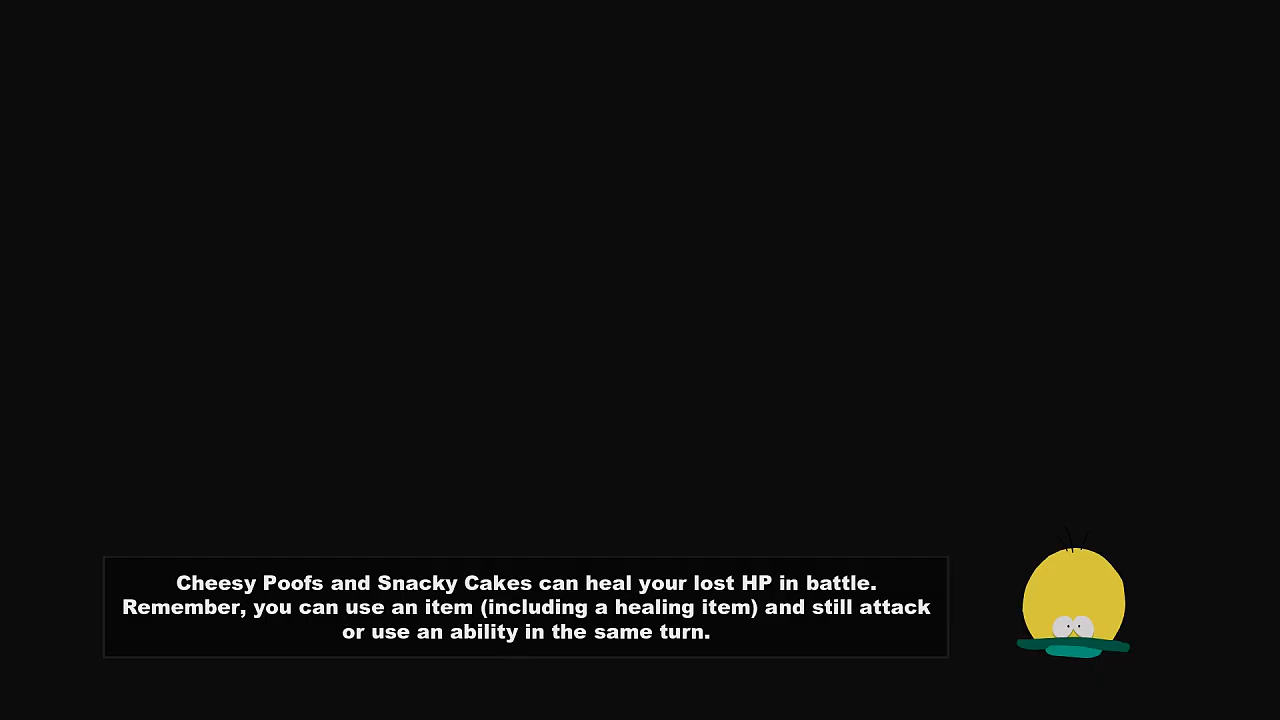 Cheesy Poofs and Snacky Cakes can heal your lost HP in battle.
Remember, you can use an item (including a healing item) and still attack
or use an ability in the same turn.